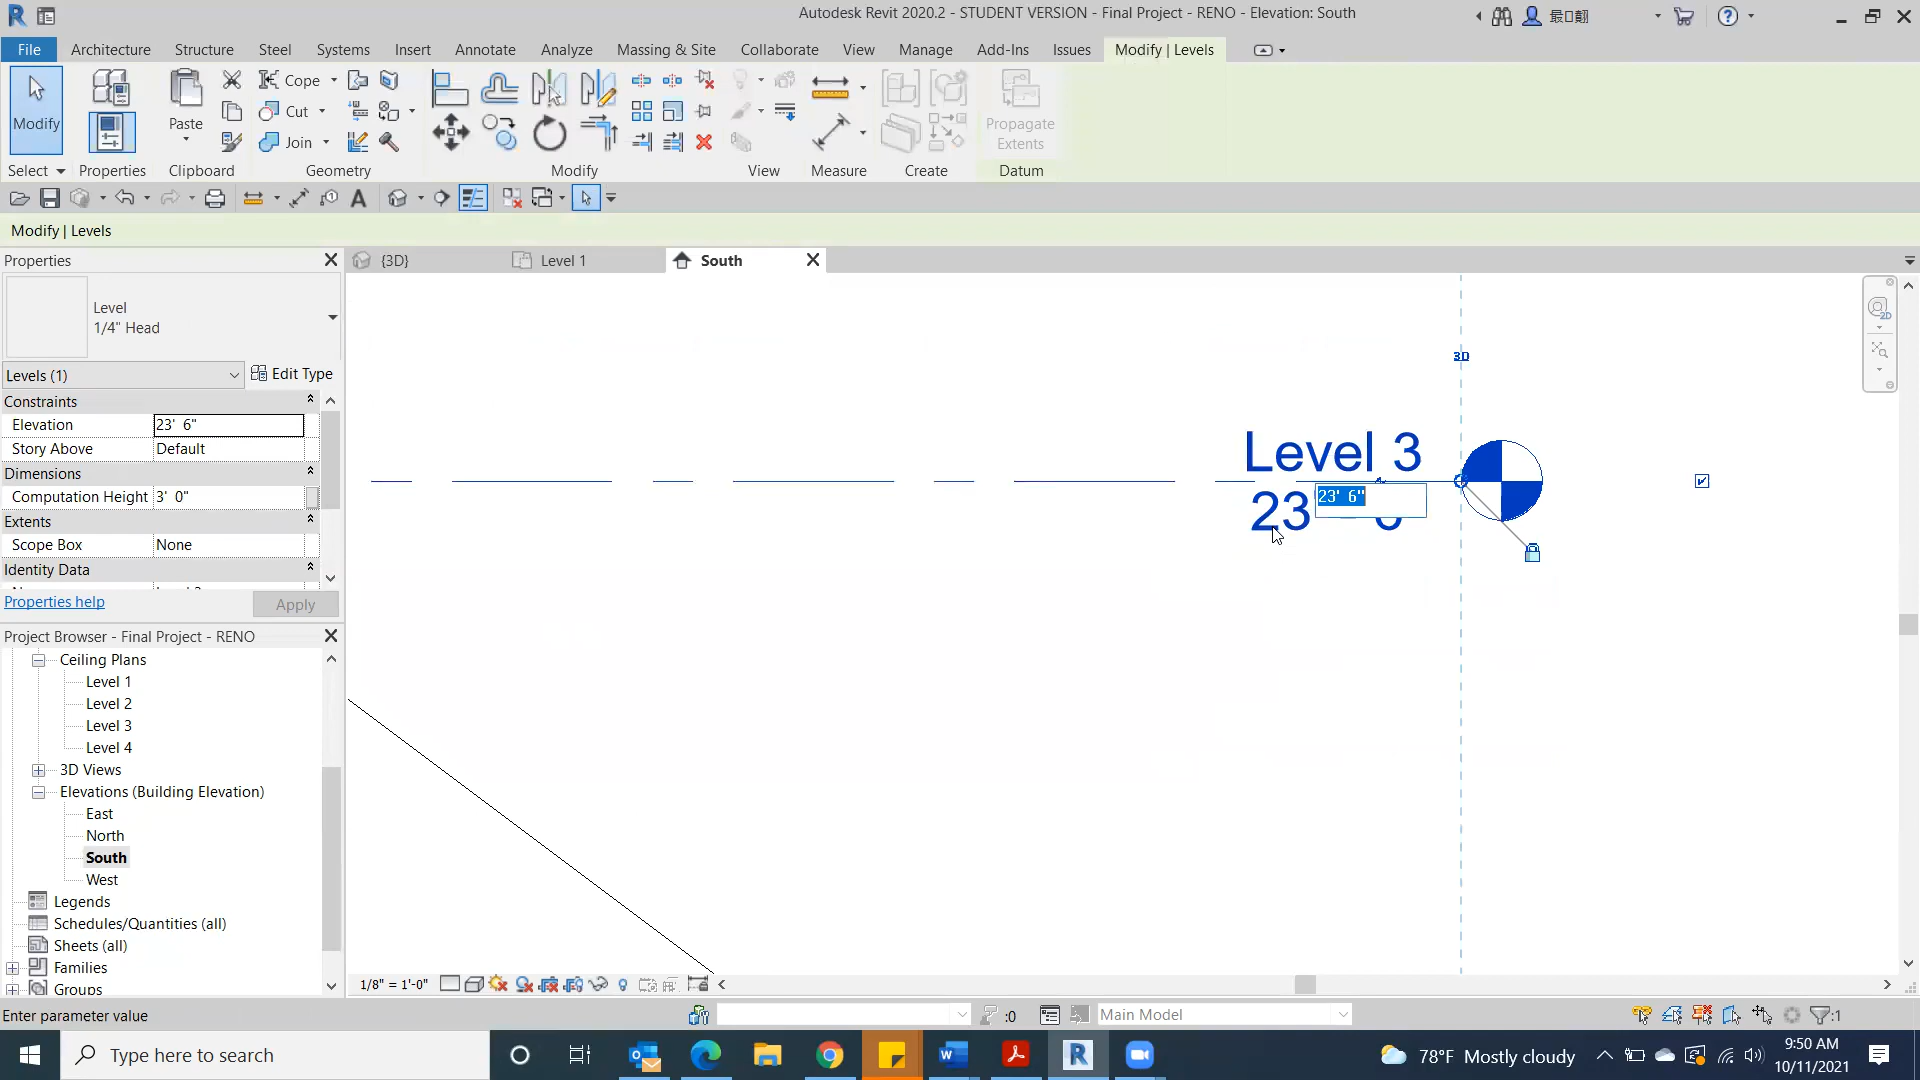 Autodesk Revit 2020.2 - STUDENT VERSION - Final Project - RENO - Elevation: South
File Architecture Structure Steel Systems Insert Annotate Analyze Massing & Site Collaborate View Manage Add-Ins Issues Modify | Levels
Modify
Paste
Cope
Cut
Join
Propagate
Extents
Select Properties Clipboard Geometry Modify View Measure Create Datum
Modify | Levels
Properties
{3D} Level 1 South
Level
1/4" Head
Levels (1) Edit Type
Constraints
Elevation 23' 6"
Story Above Default
Dimensions
Computation Height 3' 0"
Extents
Scope Box None
Identity Data
Properties help Apply
Project Browser - Final Project - RENO
Ceiling Plans
Level 1
Level 2
Level 3
Level 4
3D Views
Elevations (Building Elevation)
East
North
South
West
Legends
Schedules/Quantities (all)
Sheets (all)
Families
Groups
3D
Level 3
23
23' 6"
2D
1/8" = 1'-0"
Enter parameter value
:0
Main Model
:1
Type here to search
78°F Mostly cloudy
9:50 AM
10/11/2021